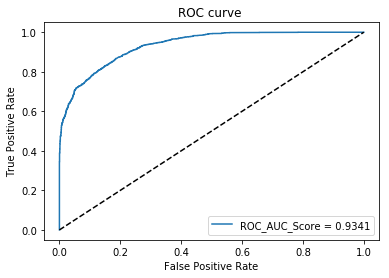 ROC curve
1.0
0.8
0.6
0.4
0.2
0.0
True Positive Rate
ROC_AUC_Score = 0.9341
0.0 0.2 0.4 0.6 0.8 1.0
False Positive Rate